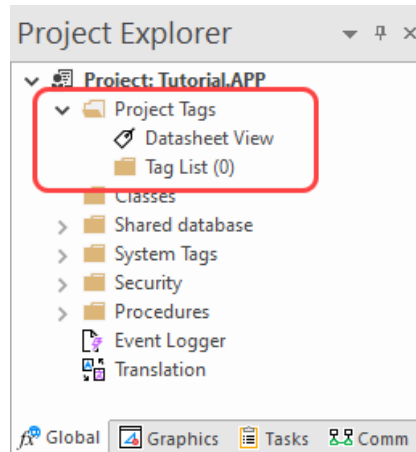 Project Explorer
Project: Tutorial.APP
Project Tags
Datasheet View
Tag List (0)
Classes
Shared database
System Tags
Security
Procedures
Event Logger
Translation
Global Graphics Tasks Comm